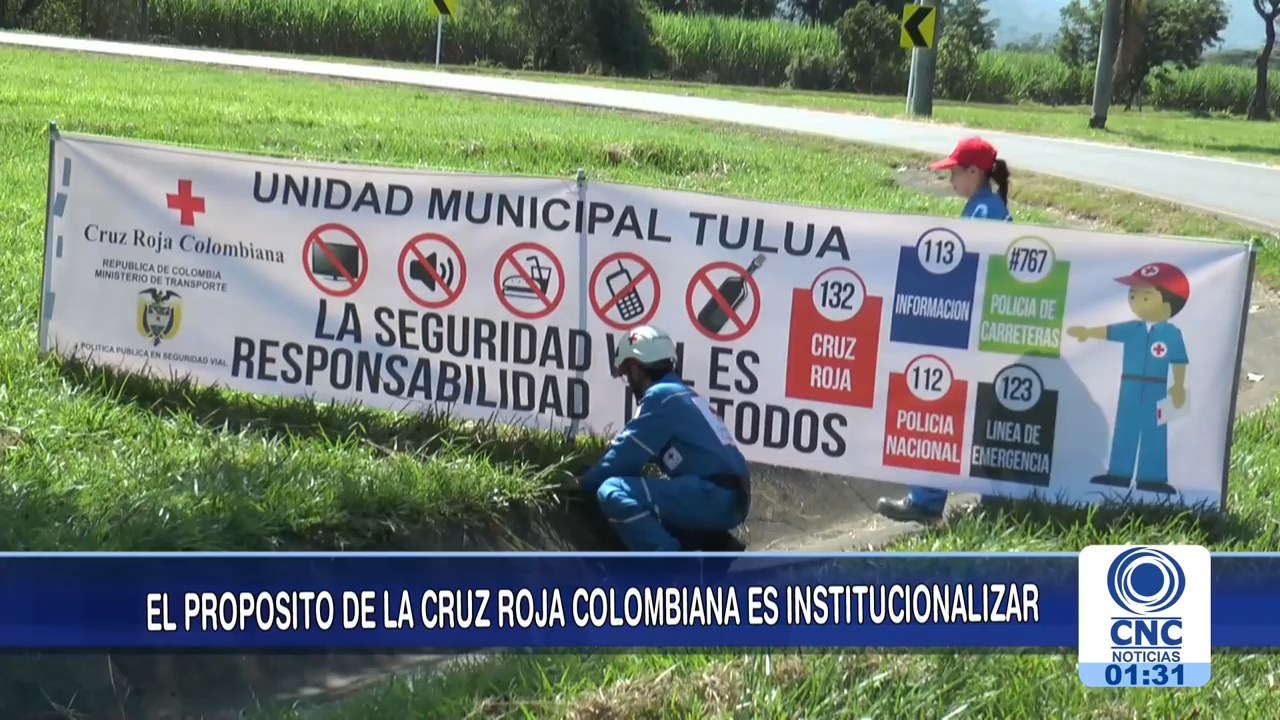 UNIDAD MUNICIPAL TULUA
Cruz Roja Colombiana
REPUBLICA DE COLOMBIA
MINISTERIO DE TRANSPORTE
POLITICA PUBLICA EN SEGURIDAD VIAL
LA SEGURIDAD VIAL ES
RESPONSABILIDAD TODOS
132
CRUZ
ROJA
113
INFORMACION
#767
POLICIA DE
CARRETERAS
112
POLICIA
NACIONAL
123
LINEA DE
EMERGENCIA
EL PROPOSITO DE LA CRUZ ROJA COLOMBIANA ES INSTITUCIONALIZAR
CNC
NOTICIAS
01:31